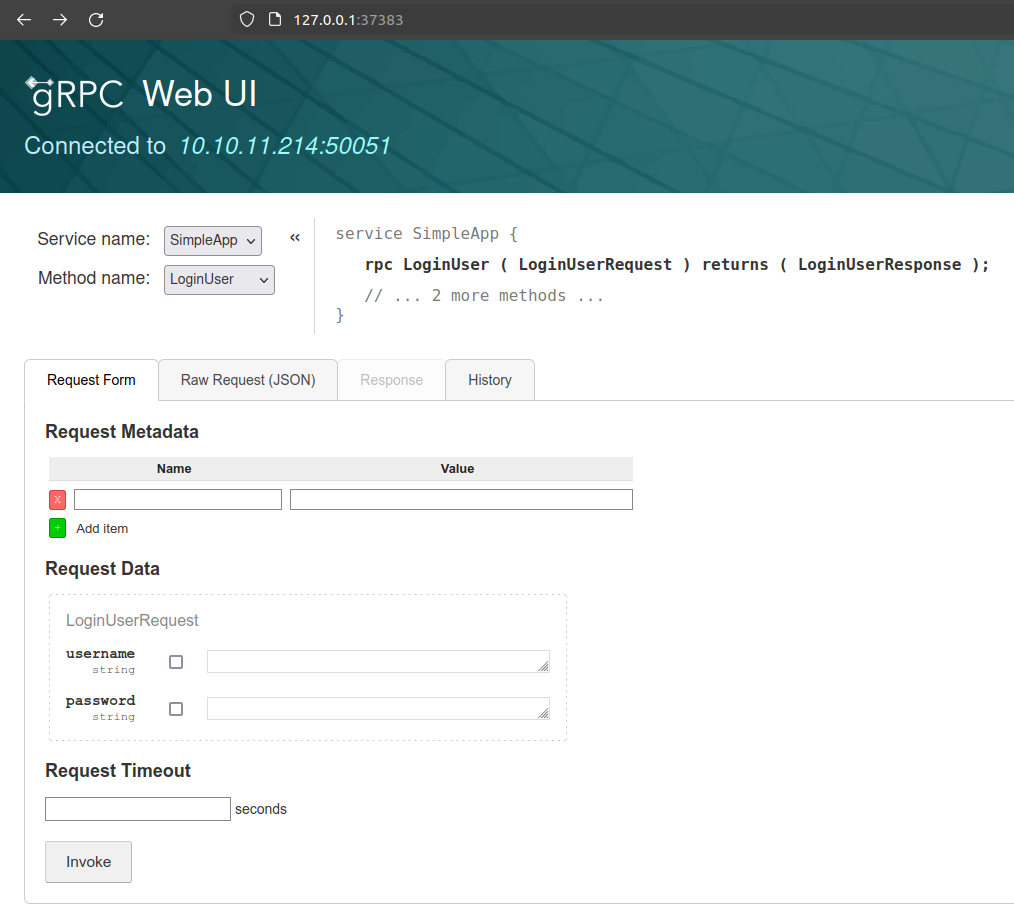 127.0.0.1:37383
gRPC Web UI
Connected to 10.10.11.214:50051
Service name: SimpleApp
Method name: LoginUser
«
service SimpleApp {
rpc LoginUser ( LoginUserRequest ) returns ( LoginUserResponse );
// ... 2 more methods ...
}
Request Form Raw Request (JSON) Response History
Request Metadata
Name Value
X
+ Add item
Request Data
LoginUserRequest
username
string
password
string
Request Timeout
seconds
Invoke